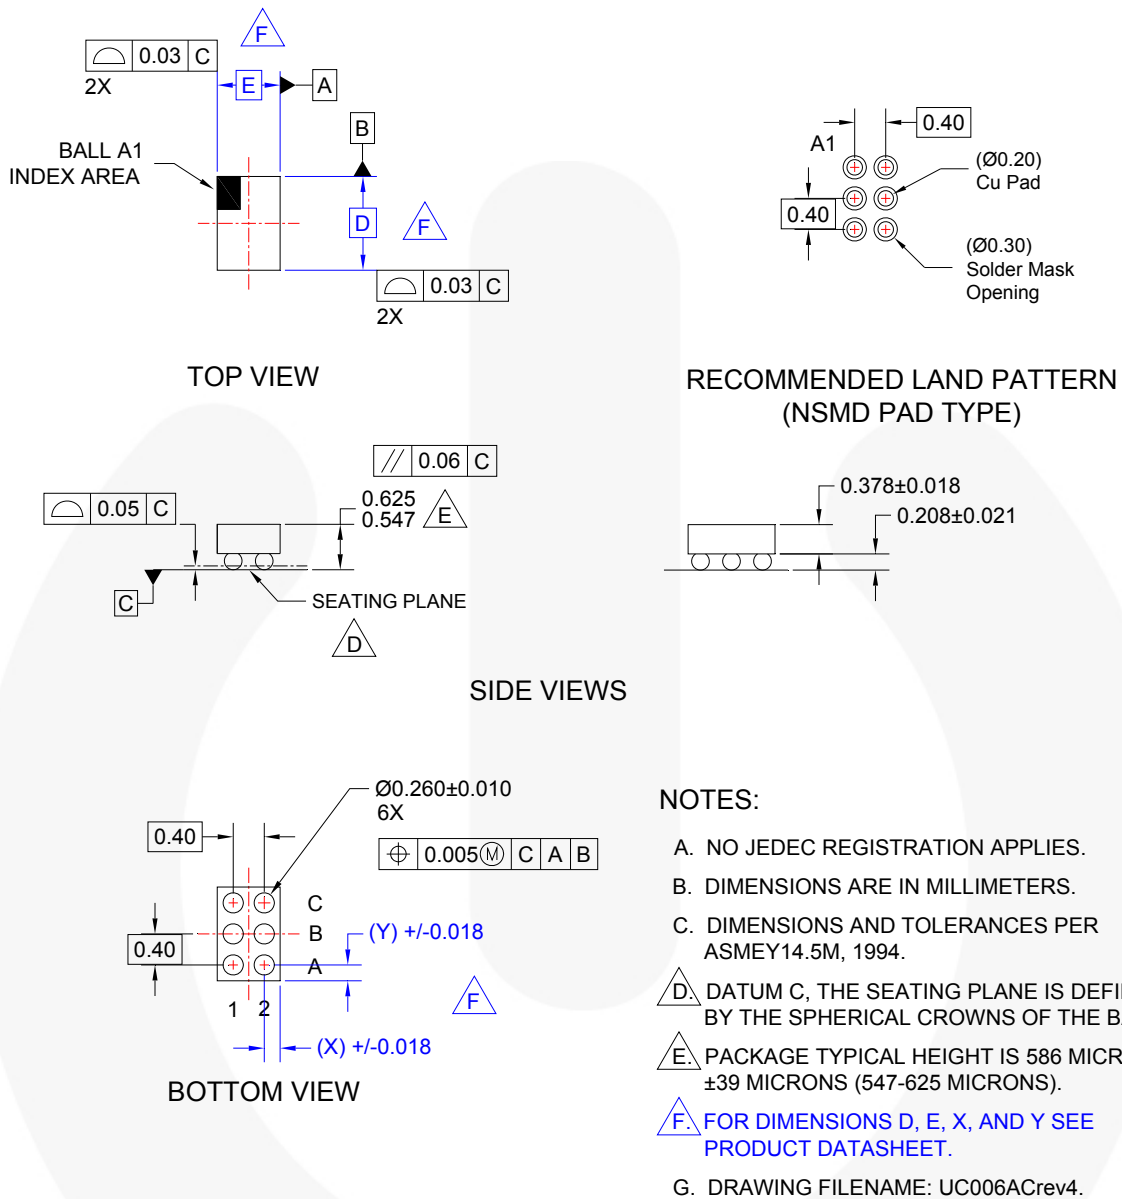 F
0.03 C
2X
E
A
B
BALL A1
INDEX AREA
D
F
0.03 C
2X
TOP VIEW
0.40
A1
(Ø0.20)
Cu Pad
0.40
(Ø0.30)
Solder Mask
Opening
RECOMMENDED LAND PATTERN
(NSMD PAD TYPE)
// 0.06 C
0.05 C
0.625
0.547
E
C
SEATING PLANE
D
0.378±0.018
0.208±0.021
SIDE VIEWS
Ø0.260±0.010
6X
0.40
0.005Ⓜ C A B
C
B
A
0.40
(Y) +/-0.018
F
1 2
(X) +/-0.018
BOTTOM VIEW
NOTES:
A. NO JEDEC REGISTRATION APPLIES.
B. DIMENSIONS ARE IN MILLIMETERS.
C. DIMENSIONS AND TOLERANCES PER
ASMEY14.5M, 1994.
D. DATUM C, THE SEATING PLANE IS
BY THE SPHERICAL CROWNS OF THE
E. PACKAGE TYPICAL HEIGHT IS 586
±39 MICRONS (547-625 MICRONS).
F. FOR DIMENSIONS D, E, X, AND Y SEE
PRODUCT DATASHEET.
G. DRAWING FILENAME: UC006ACrev4.